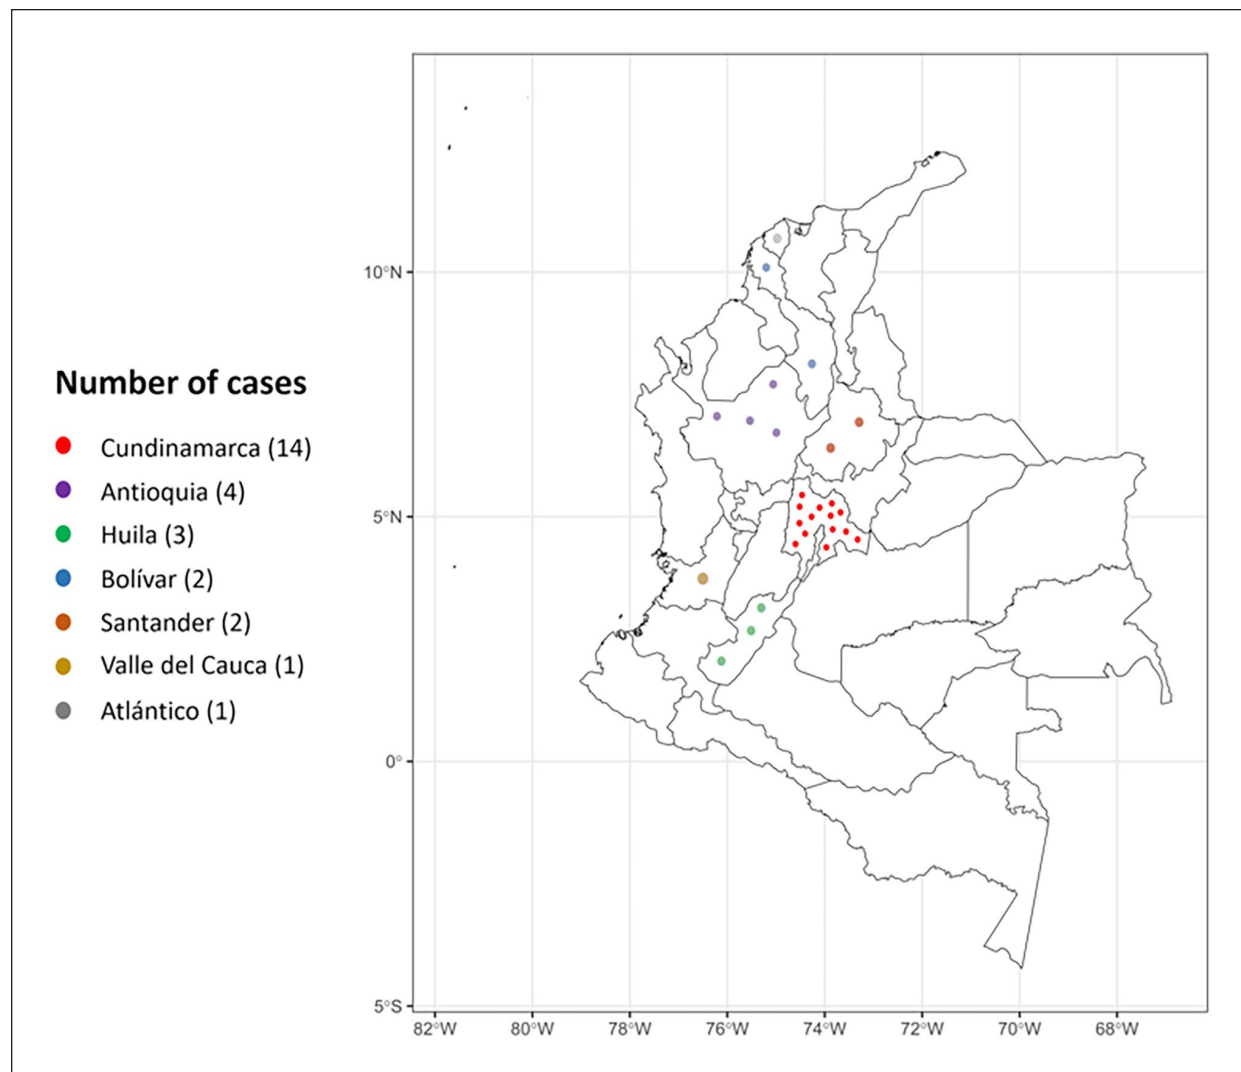 Number of cases
Cundinamarca (14)
Antioquia (4)
Huila (3)
Bolívar (2)
Santander (2)
Valle del Cauca (1)
Atlántico (1)
10°N
5°N
0°
5°S
82°W 80°W 78°W 76°W 74°W 72°W 70°W 68°W